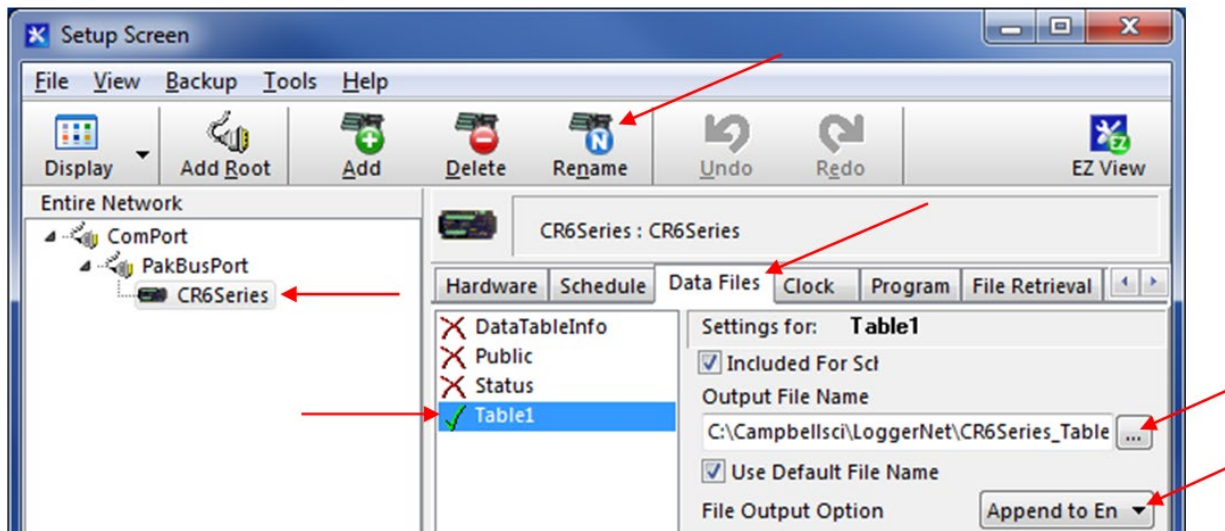 Setup Screen
File View Backup Tools Help
Display Add Root Add Delete Rename Undo Redo EZ View
Entire Network
ComPort
PakBusPort
CR6Series
CR6Series : CR6Series
Hardware Schedule Data Files Clock Program File Retrieval
DataTableInfo
Public
Status
Table1
Settings for: Table1
Included For Sch
Output File Name
C:\Campbellsci\LoggerNet\CR6Series_Table ...
Use Default File Name
File Output Option Append to En